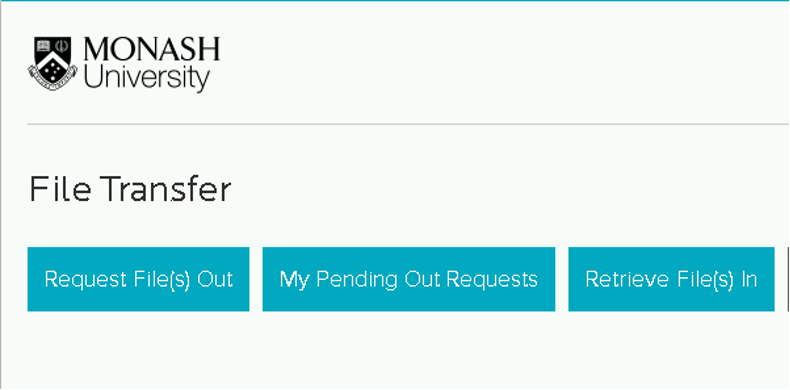 MONASH
University
File Transfer
Request File(s) Out
My Pending Out Requests
Retrieve File(s) In